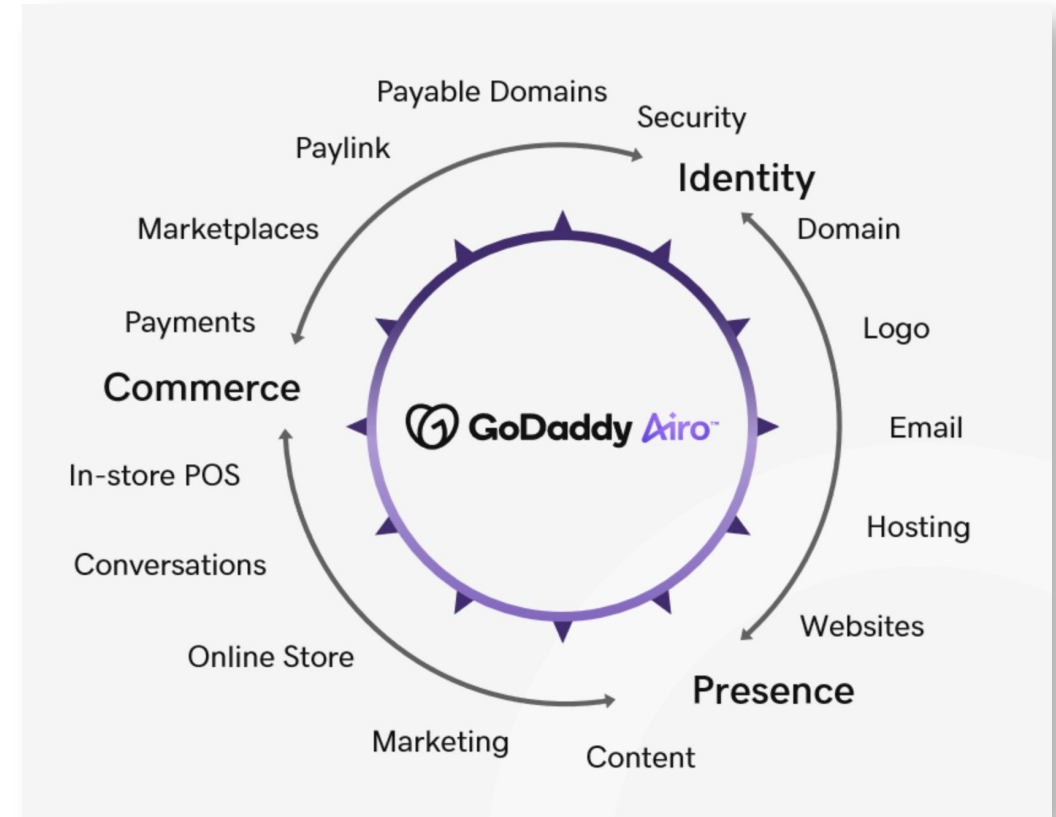 Payable Domains
Security
Paylink
Identity
Marketplaces
Domain
Payments
Logo
Commerce
GoDaddy Airo™
Email
In-store POS
Hosting
Conversations
Websites
Online Store
Presence
Marketing
Content